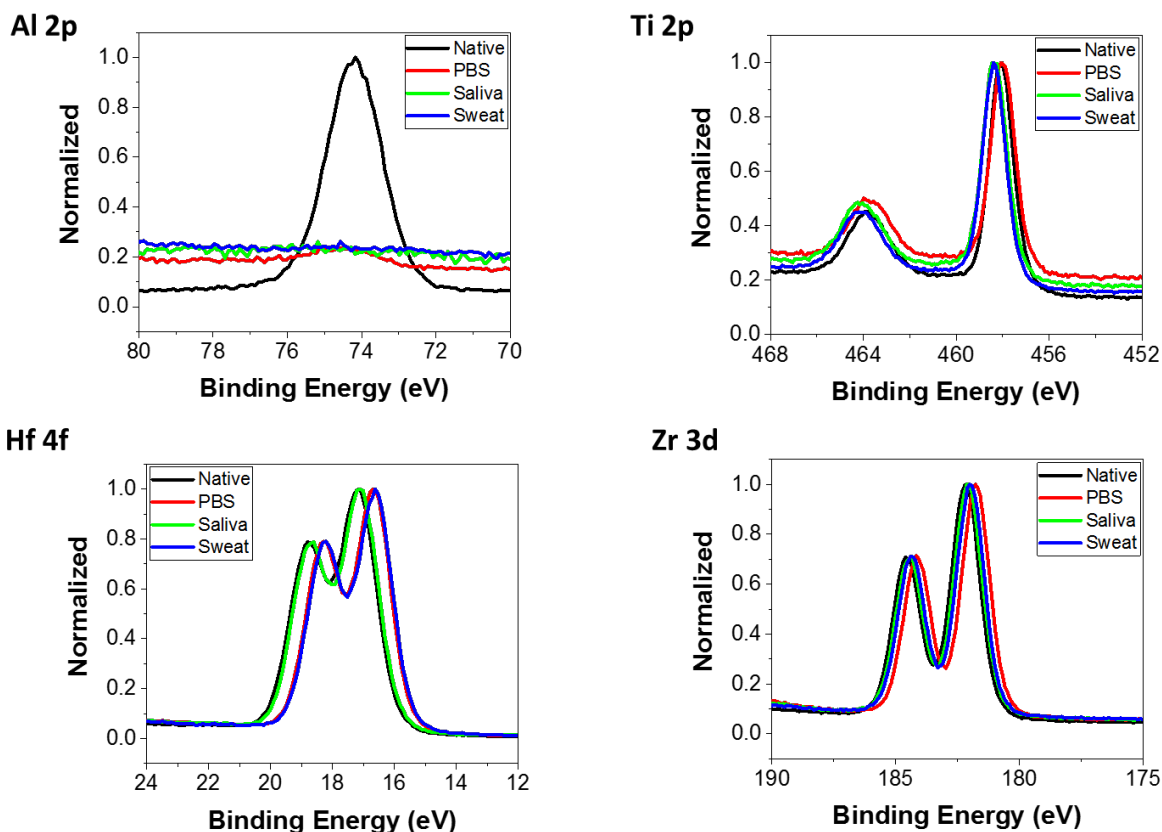 Al 2p
Normalized
1.0
0.8
0.6
0.4
0.2
0.0
80 78 76 74 72 70
Binding Energy (eV)
Native
PBS
Saliva
Sweat
Ti 2p
Normalized
1.0
0.8
0.6
0.4
0.2
0.0
468 464 460 456 452
Binding Energy (eV)
Native
PBS
Saliva
Sweat
Hf 4f
Normalized
1.0
0.8
0.6
0.4
0.2
0.0
24 22 20 18 16 14 12
Binding Energy (eV)
Native
PBS
Saliva
Sweat
Zr 3d
Normalized
1.0
0.8
0.6
0.4
0.2
0.0
190 185 180 175
Binding Energy (eV)
Native
PBS
Saliva
Sweat